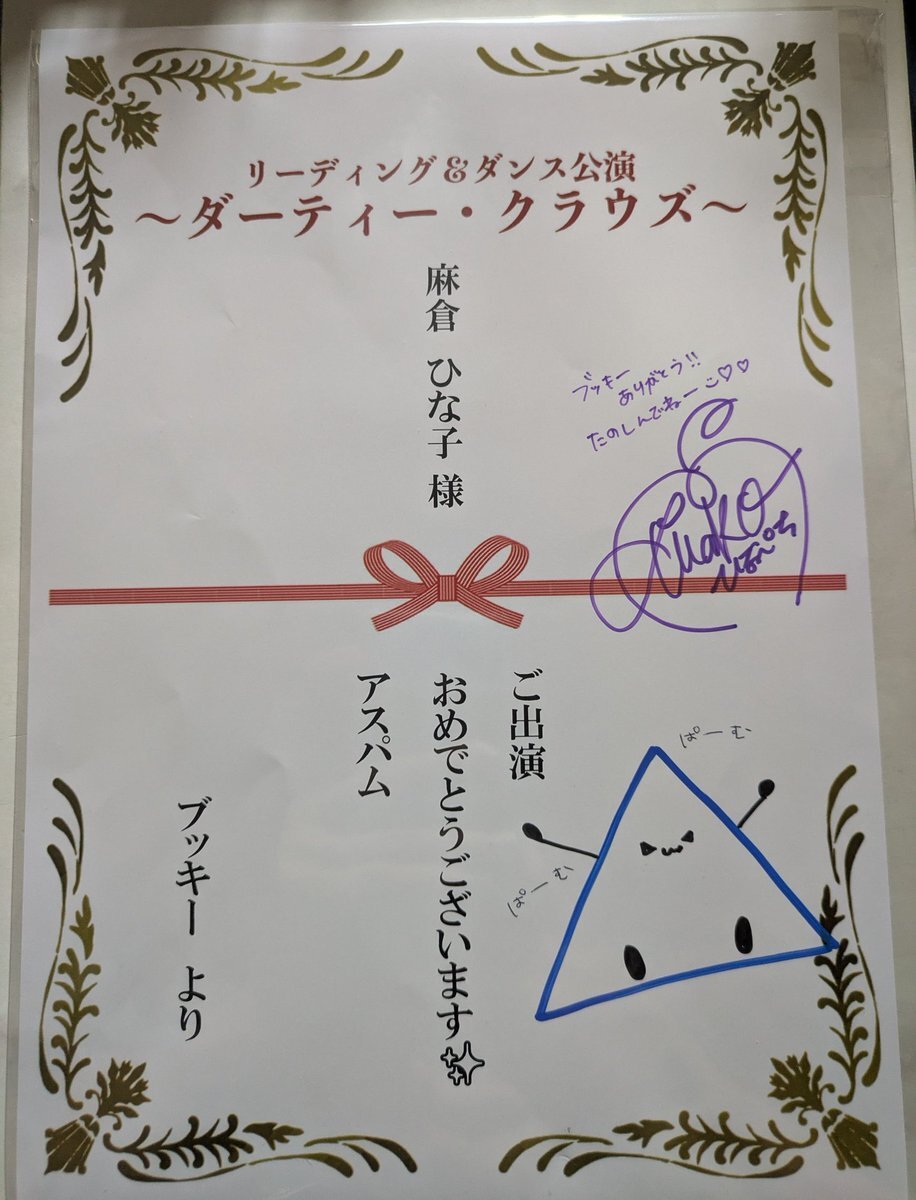 リーディング＆ダンス公演
～ダーティー・クラウズ～
麻倉 ひな子 様
ブッキー
ありがとう!!
たのしんでねー♡♡
ご出演
おめでとうございます✨
アスパム
ブッキー より
ぱーむ
ぱーむ